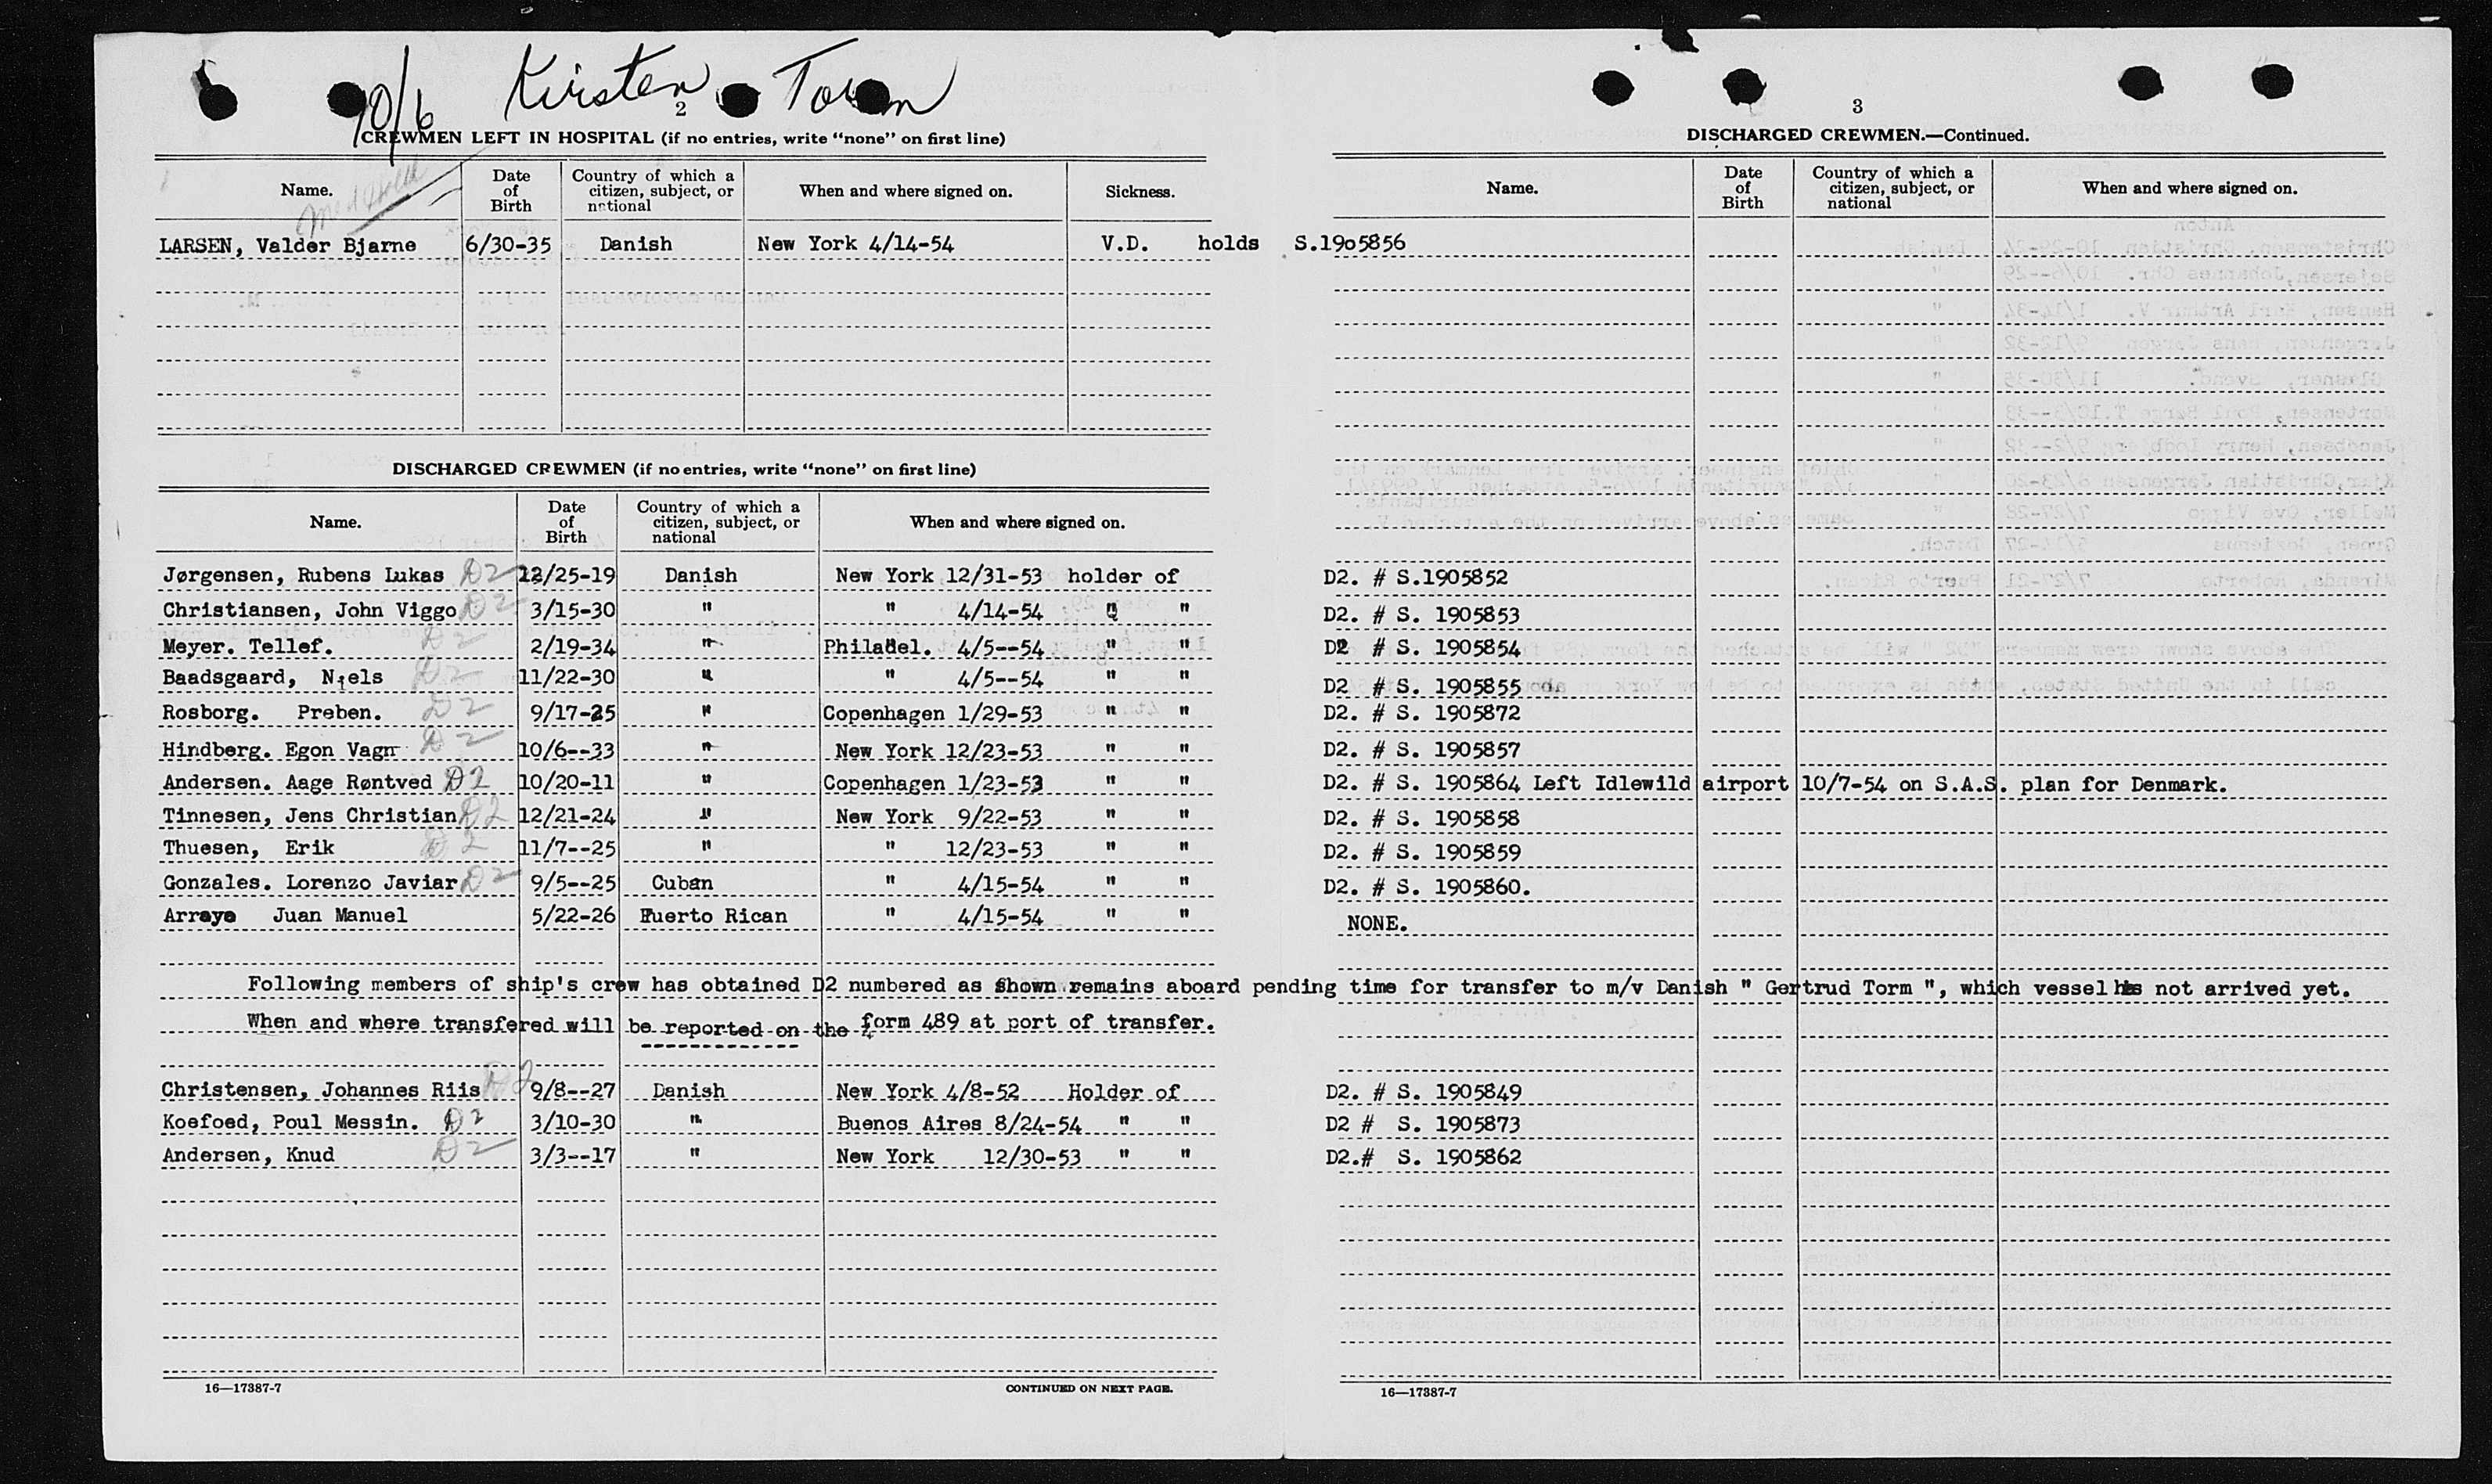 10/6 Kirsten Torm
2
CREWMEN LEFT IN HOSPITAL (if no entries, write "none" on first line)
Name. Date of Birth Country of which a citizen, subject, or national When and where signed on. Sickness.
LARSEN, Valder Bjarne 6/30-35 Danish New York 4/14-54 V.D. holds S.19o5856
DISCHARGED CREWMEN (if no entries, write "none" on first line)
Name. Date of Birth Country of which a citizen, subject, or national When and where signed on.
Jørgensen, Rubens Lukas D2 12/25-19 Danish New York 12/31-53 holder of D2. # S.1905852
Christiansen, John Viggo D2 3/15-30 " " 4/14-54 " " D2. # S. 1905853
Meyer. Tellef. D2 2/19-34 " Philadel. 4/5--54 " " D2 # S. 1905854
Baadsgaard, Niels D2 11/22-30 " " 4/5--54 " " D2 # S. 1905855
Rosborg. Preben. D2 9/17-25 " Copenhagen 1/29-53 " " D2. # S. 1905872
Hindberg. Egon Vagn D2 10/6--33 " New York 12/23-53 " " D2. # S. 1905857
Andersen. Aage Røntved D2 10/20-11 " Copenhagen 1/23-53 " " D2. # S. 1905864 Left Idlewild airport 10/7-54 on S.A.S. plan for Denmark.
Tinnesen, Jens Christian D2 12/21-24 " New York 9/22-53 " " D2. # S. 1905858
Thuesen, Erik D2 11/7--25 " " 12/23-53 " " D2. # S. 1905859
Gonzales. Lorenzo Javiar D2 9/5--25 Cuban " 4/15-54 " " D2. # S. 1905860.
Arroyo Juan Manuel 5/22-26 Puerto Rican " 4/15-54 " " NONE.
Following members of ship's crew has obtained D2 numbered as shown remains aboard pending time for transfer to m/v Danish " Gertrud Torm ", which vessel has not arrived yet.
When and where transfered will be reported on the form 489 at port of transfer.
Christensen, Johannes Riis D2 9/8--27 Danish New York 4/8-52 Holder of D2. # S. 1905849
Koefoed, Poul Messin. D2 3/10-30 " Buenos Aires 8/24-54 " " D2 # S. 1905873
Andersen, Knud D2 3/3--17 " New York 12/30-53 " " D2.# S. 1905862
16—17387-7 CONTINUED ON NEXT PAGE.
3
DISCHARGED CREWMEN.—Continued.
Name. Date of Birth Country of which a citizen, subject, or national When and where signed on.
16—17387-7